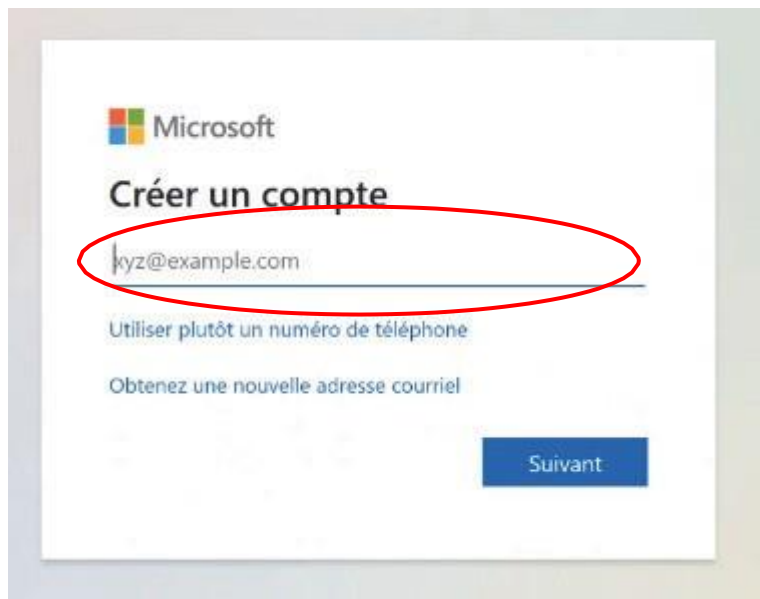 Microsoft
Créer un compte
xyz@example.com
Utiliser plutôt un numéro de téléphone
Obtenez une nouvelle adresse courriel
Suivant